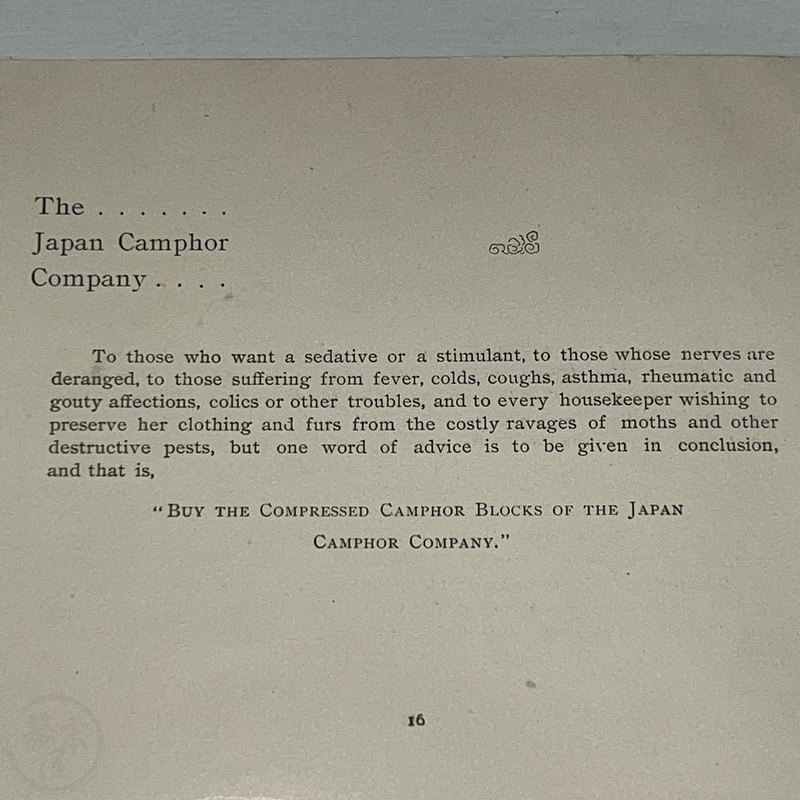 The . . . . . . .
Japan Camphor
Company . . . .
To those who want a sedative or a stimulant, to those whose nerves are
deranged, to those suffering from fever, colds, coughs, asthma, rheumatic and
gouty affections, colics or other troubles, and to every housekeeper wishing to
preserve her clothing and furs from the costly ravages of moths and other
destructive pests, but one word of advice is to be given in conclusion,
and that is,
“Buy the Compressed Camphor Blocks of the Japan
Camphor Company.”
16